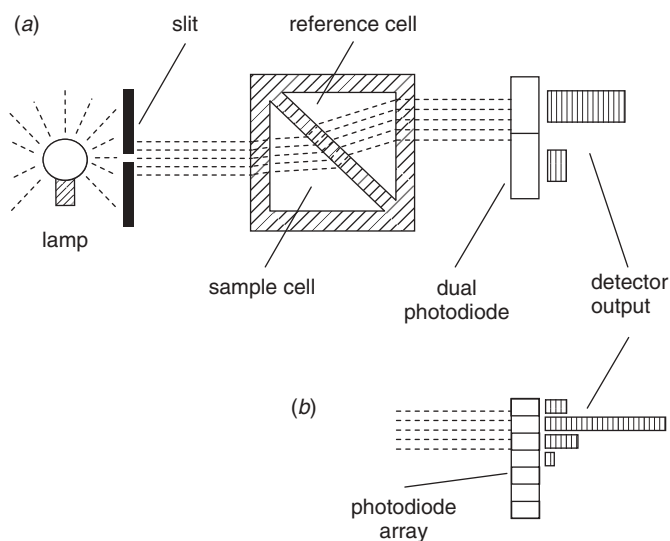 (a)
slit
reference cell
lamp
sample cell
dual
photodiode
detector
output
(b)
photodiode
array